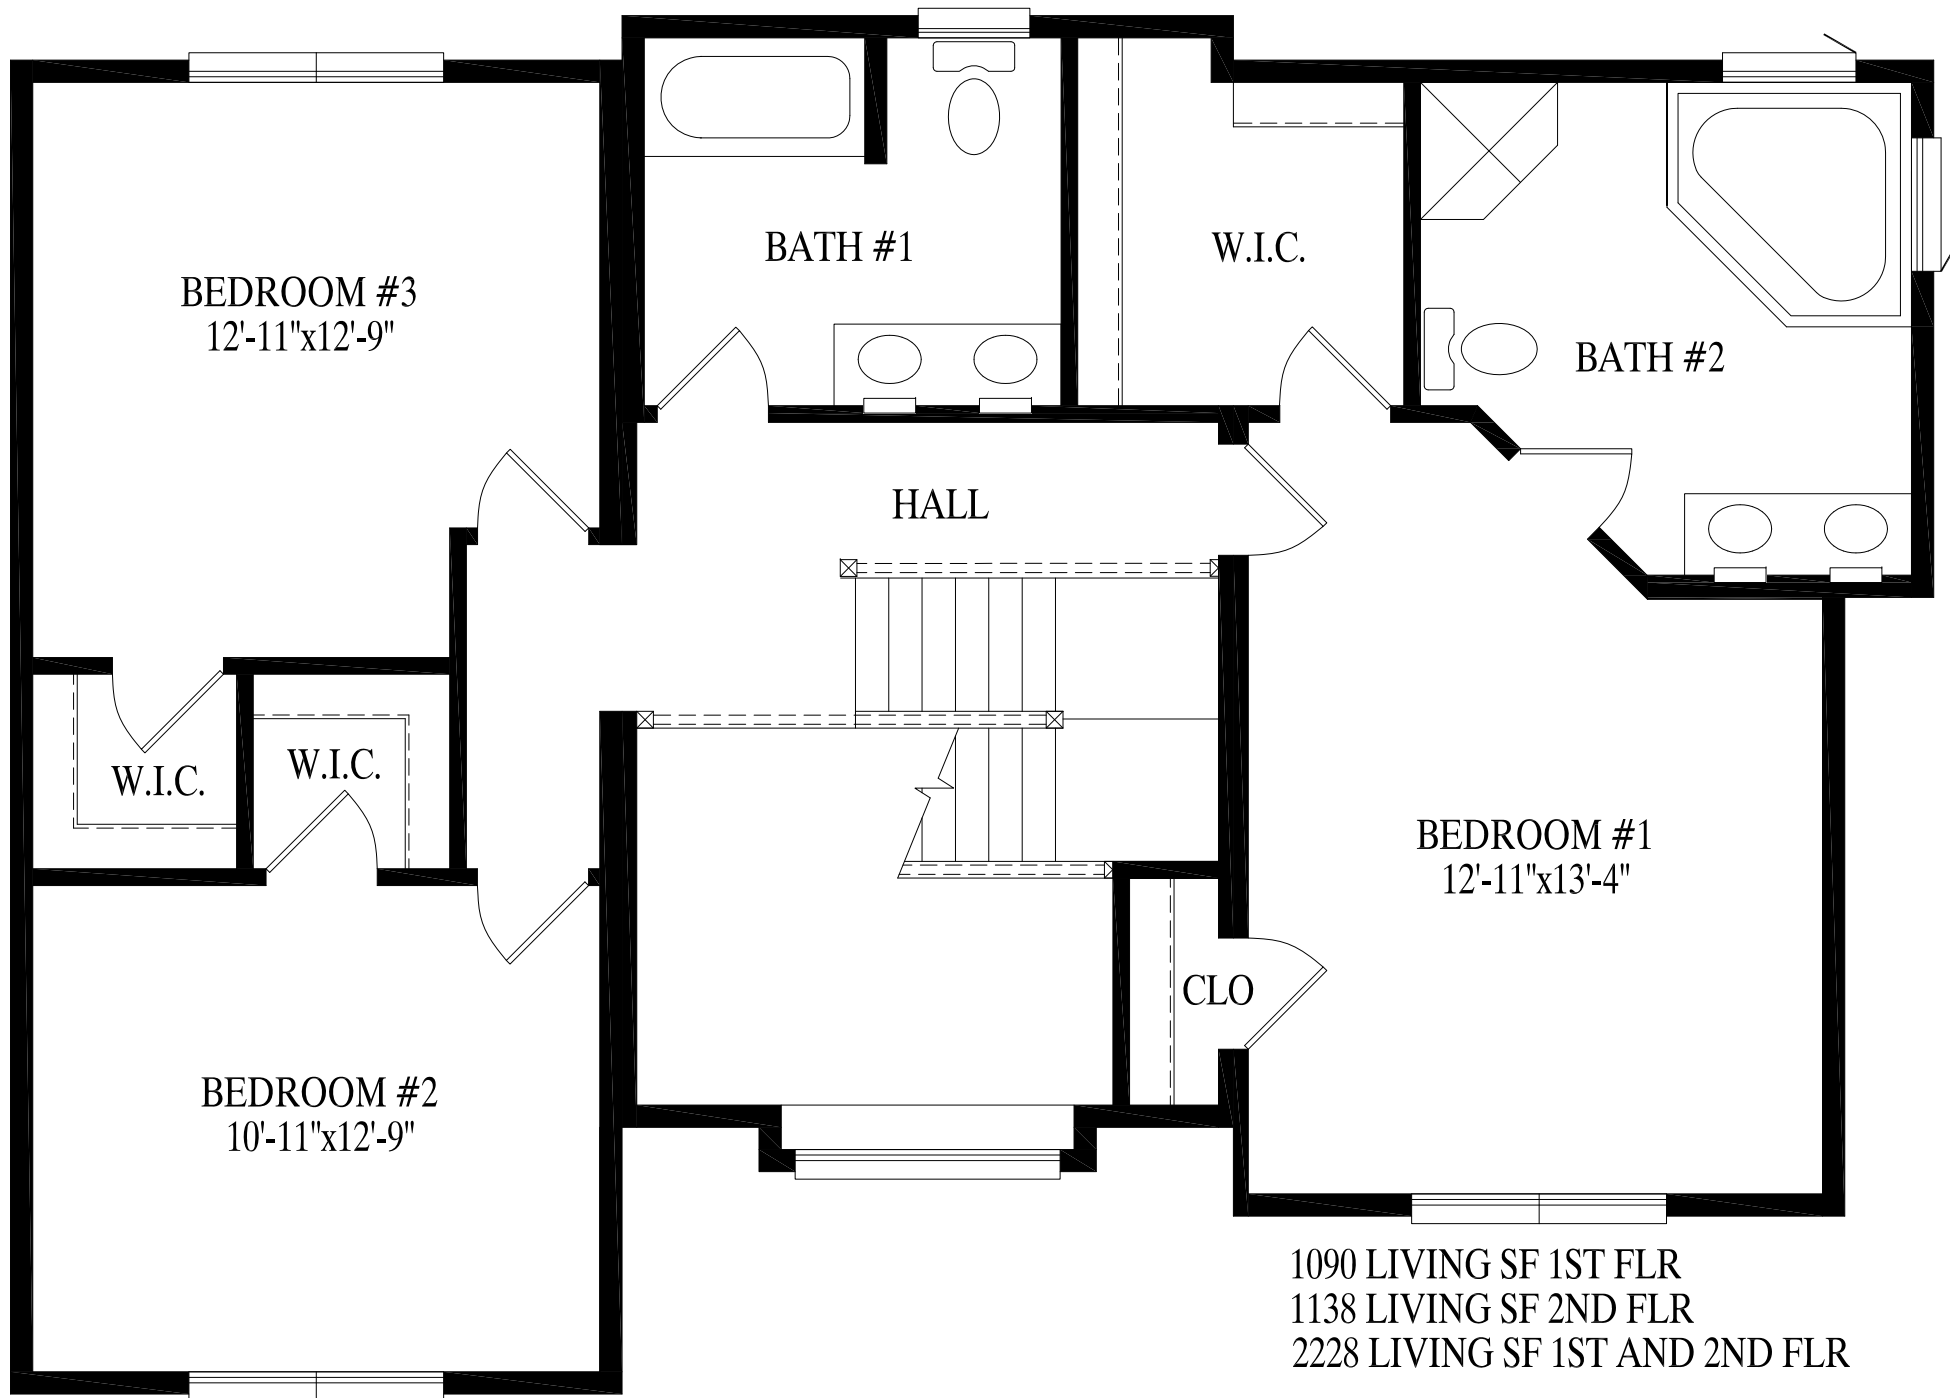 BATH #1
W.I.C.
BEDROOM #3
12'-11"x12'-9"
BATH #2
HALL
W.I.C.
W.I.C.
BEDROOM #1
12'-11"x13'-4"
CLO
BEDROOM #2
10'-11"x12'-9"
1090 LIVING SF 1ST FLR
1138 LIVING SF 2ND FLR
2228 LIVING SF 1ST AND 2ND FLR